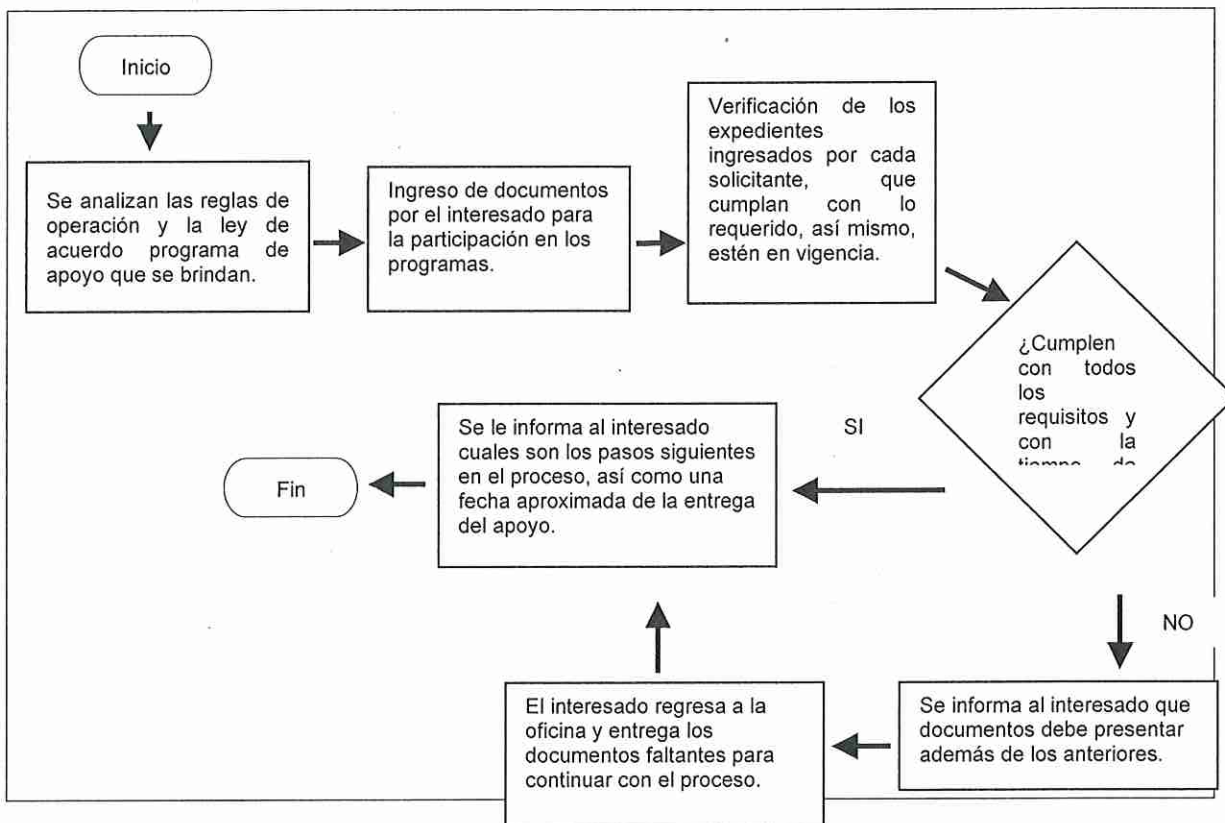 Inicio
Se analizan las reglas de
operación y la ley de
acuerdo programa de
apoyo que se brindan.
Ingreso de documentos
por el interesado para
la participación en los
programas.
Verificación de los
expedientes
ingresados por cada
solicitante, que
cumplan con lo
requerido, así mismo,
estén en vigencia.
¿Cumplen
con todos
los
requisitos y
con la
tiempo de
SI
Se le informa al interesado
cuales son los pasos siguientes
en el proceso, así como una
fecha aproximada de la entrega
del apoyo.
Fin
NO
Se informa al interesado que
documentos debe presentar
además de los anteriores.
El interesado regresa a la
oficina y entrega los
documentos faltantes para
continuar con el proceso.